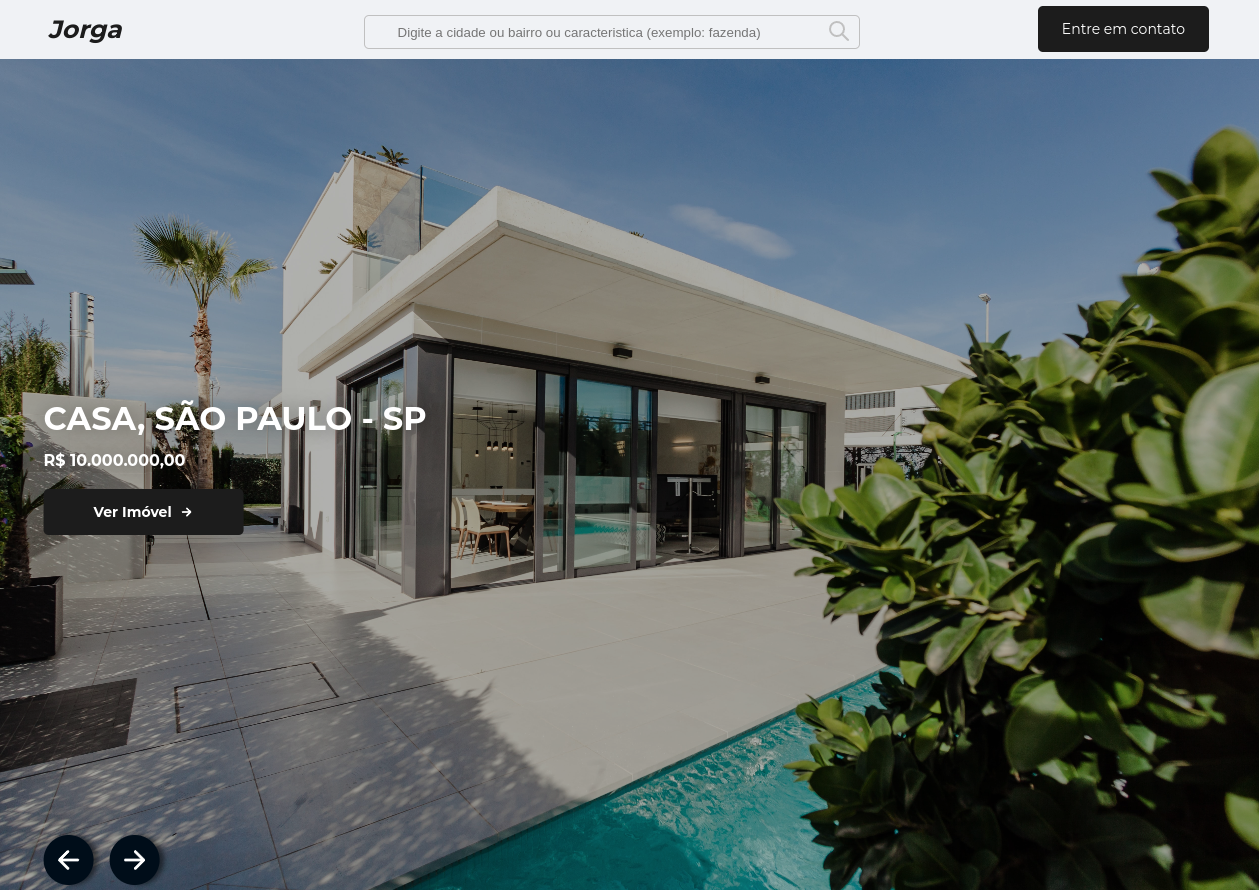 Jorga
Digite a cidade ou bairro ou caracteristica (exemplo: fazenda)
Entre em contato
CASA, SÃO PAULO - SP
R$ 10.000.000,00
Ver Imóvel →